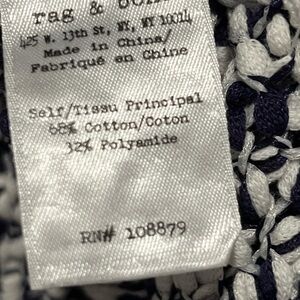 rag & bone
425 W. 13th St, NY, NY 10014
Made in China/
Fabriqué en Chine
Self/Tissu Principal
68% Cotton/Coton
32% Polyamide
RN# 108879